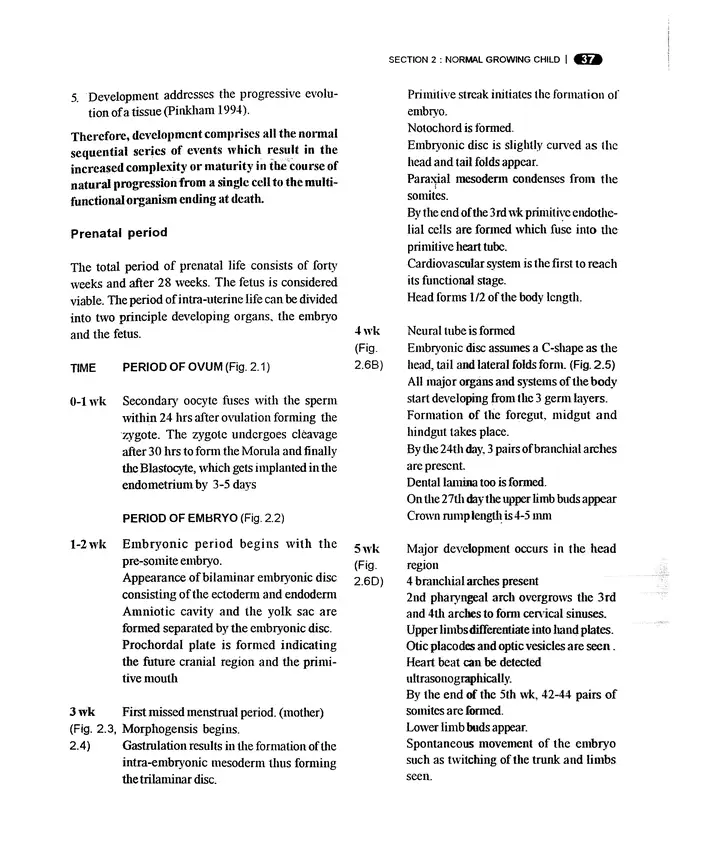 SECTION 2 : NORMAL GROWING CHILD | 37
5. Development addresses the progressive evolu-
tion of a tissue (Pinkham 1994).
Therefore, development comprises all the normal
sequential series of events which result in the
increased complexity or maturity in the course of
natural progression from a single cell to the multi-
functional organism ending at death.
Prenatal period
The total period of prenatal life consists of forty
weeks and after 28 weeks. The fetus is considered
viable. The period of intra-uterine life can be divided
into two principle developing organs, the embryo
and the fetus.
TIME PERIOD OF OVUM (Fig. 2.1)
0-1 wk Secondary oocyte fuses with the sperm
within 24 hrs after ovulation forming the
zygote. The zygote undergoes cleavage
after 30 hrs to form the Morula and finally
the Blastocyte, which gets implanted in the
endometrium by 3-5 days
PERIOD OF EMBRYO (Fig. 2.2)
1-2 wk Embryonic period begins with the
pre-somite embryo.
Appearance of bilaminar embryonic disc
consisting of the ectoderm and endoderm
Amniotic cavity and the yolk sac are
formed separated by the embryonic disc.
Prochordal plate is formed indicating
the future cranial region and the primi-
tive mouth
3 wk First missed menstrual period. (mother)
(Fig. 2.3, Morphogensis begins.
2.4) Gastrulation results in the formation of the
intra-embryonic mesoderm thus forming
the trilaminar disc.
Primitive streak initiates the formation of
embryo.
Notochord is formed.
Embryonic disc is slightly curved as the
head and tail folds appear.
Paraxial mesoderm condenses from the
somites.
By the end of the 3rd wk primitive endothe-
lial cells are formed which fuse into the
primitive heart tube.
Cardiovascular system is the first to reach
its functional stage.
Head forms 1/2 of the body length.
4 wk Neural tube is formed
(Fig. Embryonic disc assumes a C-shape as the
2.6B) head, tail and lateral folds form. (Fig. 2.5)
All major organs and systems of the body
start developing from the 3 germ layers.
Formation of the foregut, midgut and
hindgut takes place.
By the 24th day, 3 pairs of branchial arches
are present.
Dental lamina too is formed.
On the 27th day the upper limb buds appear
Crown rump length is 4-5 mm
5 wk Major development occurs in the head
(Fig. region
2.6D) 4 branchial arches present
2nd pharyngeal arch overgrows the 3rd
and 4th arches to form cervical sinuses.
Upper limbs differentiate into hand plates.
Otic placodes and optic vesicles are seen .
Heart beat can be detected
ultrasonographically.
By the end of the 5th wk, 42-44 pairs of
somites are formed.
Lower limb buds appear.
Spontaneous movement of the embryo
such as twitching of the trunk and limbs
seen.